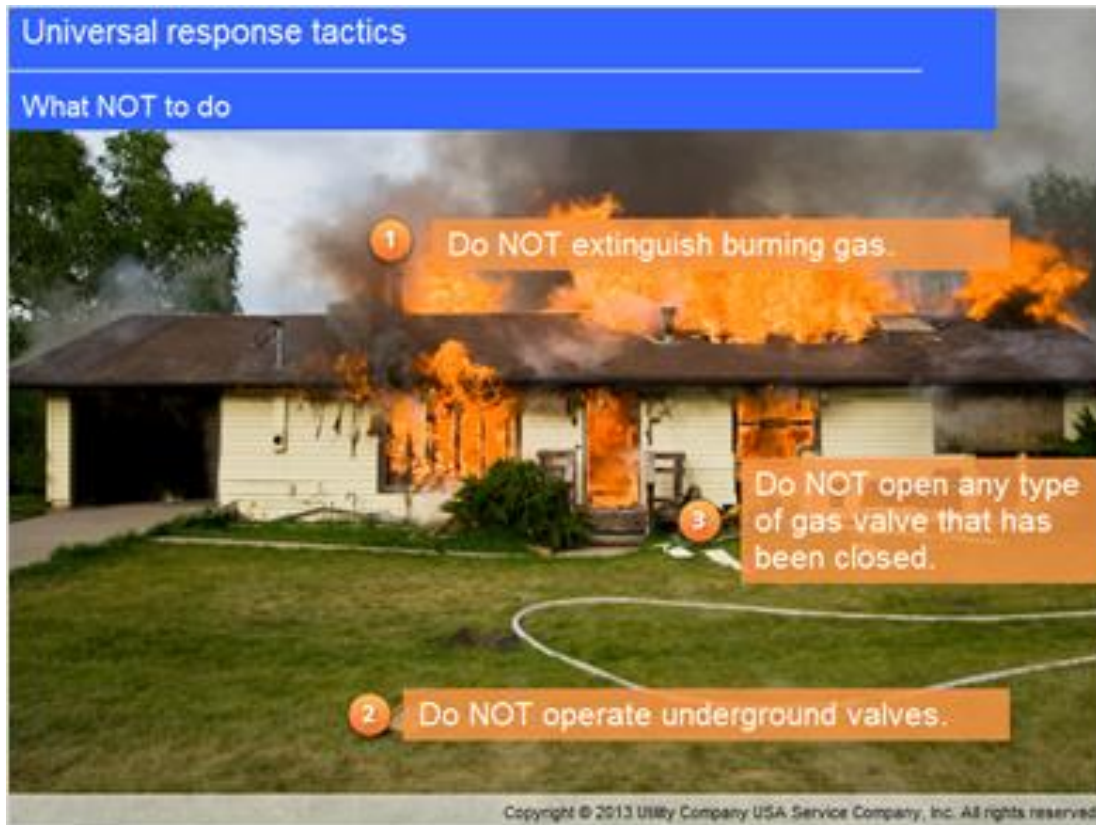 Universal response tactics
What NOT to do
1 Do NOT extinguish burning gas.
3 Do NOT open any type
of gas valve that has
been closed.
2 Do NOT operate underground valves.
Copyright © 2013 Utility Company USA Service Company, Inc. All rights reserved